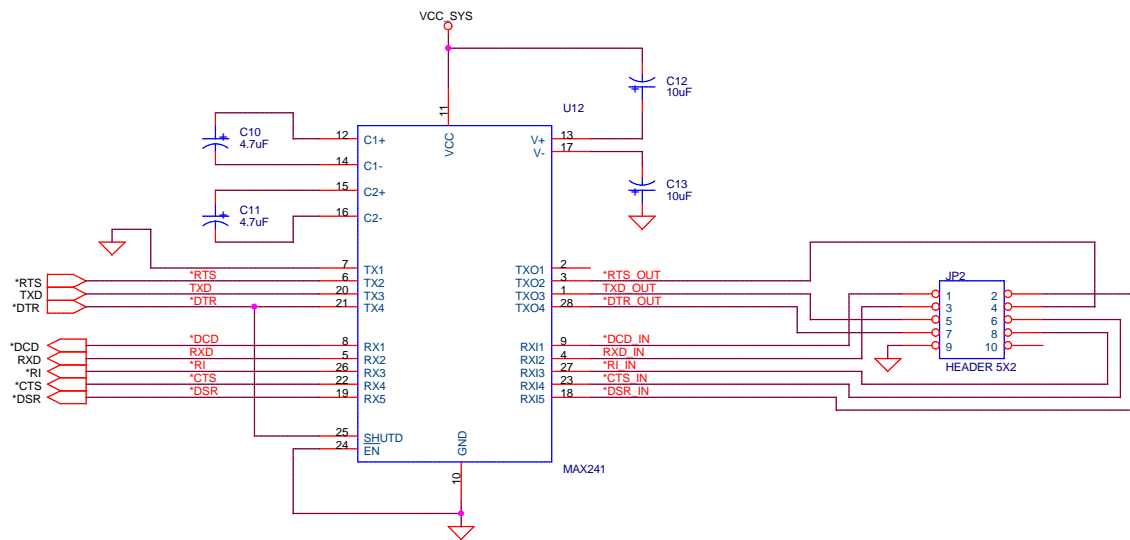 VCC_SYS
C12
10uF
U12
11
VCC
C10
4.7uF
12 C1+
14 C1-
V+ 13
V- 17
C13
10uF
C11
4.7uF
15 C2+
16 C2-
7 TX1
*RTS *RTS 6 TX2
TXD TXD 20 TX3
*DTR *DTR 21 TX4
TXO1 2
TXO2 3 *RTS_OUT
TXO3 1 TXD_OUT
TXO4 28 *DTR_OUT
*DCD *DCD 8 RX1
RXD RXD 5 RX2
*RI *RI 26 RX3
*CTS *CTS 22 RX4
*DSR *DSR 19 RX5
RXI1 9 *DCD_IN
RXI2 4 RXD_IN
RXI3 27 *RI_IN
RXI4 23 *CTS_IN
RXI5 18 *DSR_IN
JP2
1 2
3 4
5 6
7 8
9 10
HEADER 5X2
25 SHUTD
24 EN
GND
10
MAX241